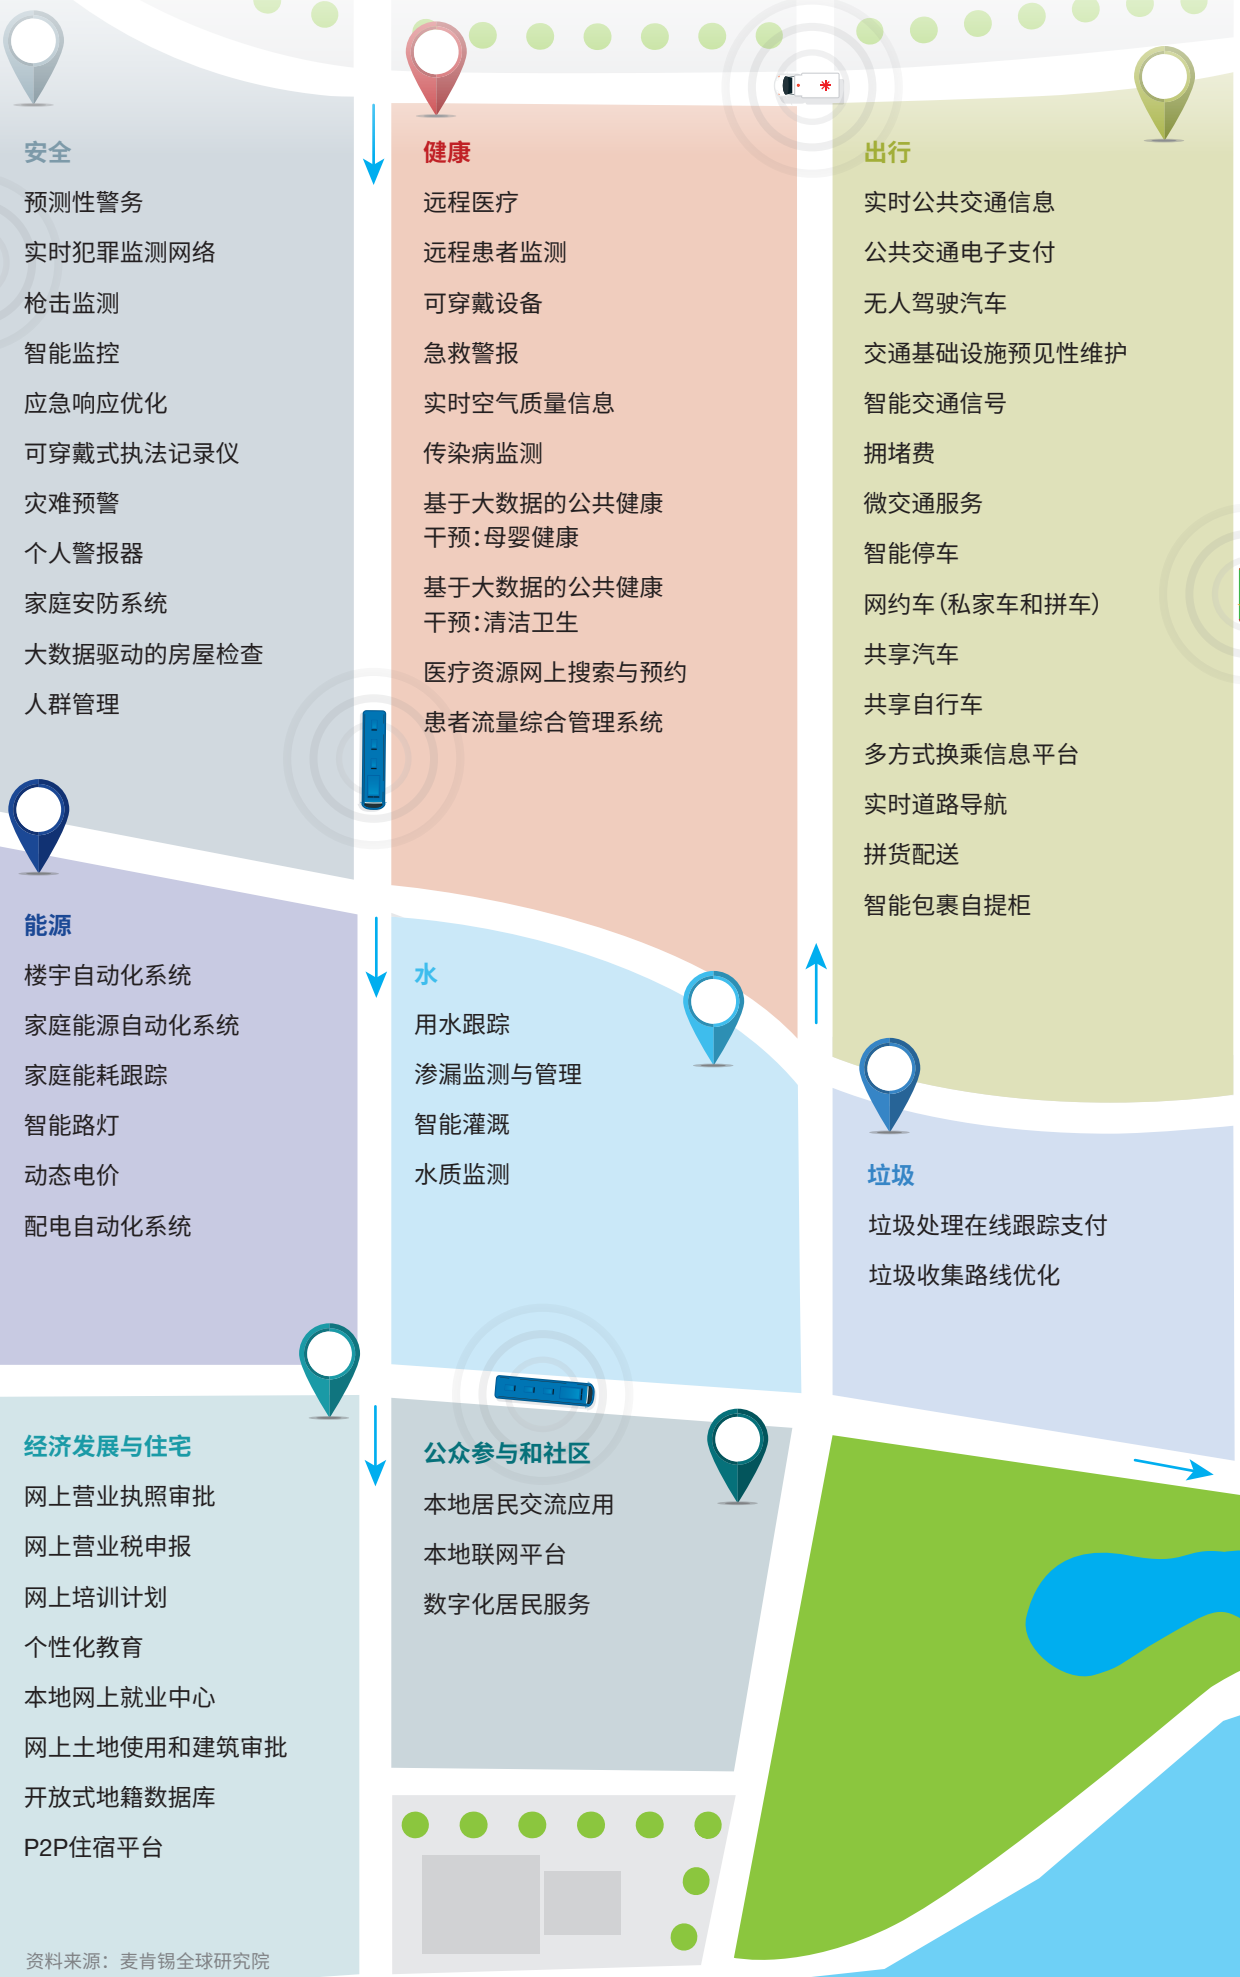 安全
预测性警务
实时犯罪监测网络
枪击监测
智能监控
应急响应优化
可穿戴式执法记录仪
灾难预警
个人警报器
家庭安防系统
大数据驱动的房屋检查
人群管理
健康
远程医疗
远程患者监测
可穿戴设备
急救警报
实时空气质量信息
传染病监测
基于大数据的公共健康
干预：母婴健康
基于大数据的公共健康
干预：清洁卫生
医疗资源网上搜索与预约
患者流量综合管理系统
出行
实时公共交通信息
公共交通电子支付
无人驾驶汽车
交通基础设施预见性维护
智能交通信号
拥堵费
微交通服务
智能停车
网约车（私家车和拼车）
共享汽车
共享自行车
多方式换乘信息平台
实时道路导航
拼货配送
智能包裹自提柜
能源
楼宇自动化系统
家庭能源自动化系统
家庭能耗跟踪
智能路灯
动态电价
配电自动化系统
水
用水跟踪
渗漏监测与管理
智能灌溉
水质监测
垃圾
垃圾处理在线跟踪支付
垃圾收集路线优化
经济发展与住宅
网上营业执照审批
网上营业税申报
网上培训计划
个性化教育
本地网上就业中心
网上土地使用和建筑审批
开放式地籍数据库
P2P住宿平台
公众参与和社区
本地居民交流应用
本地联网平台
数字化居民服务
资料来源：麦肯锡全球研究院